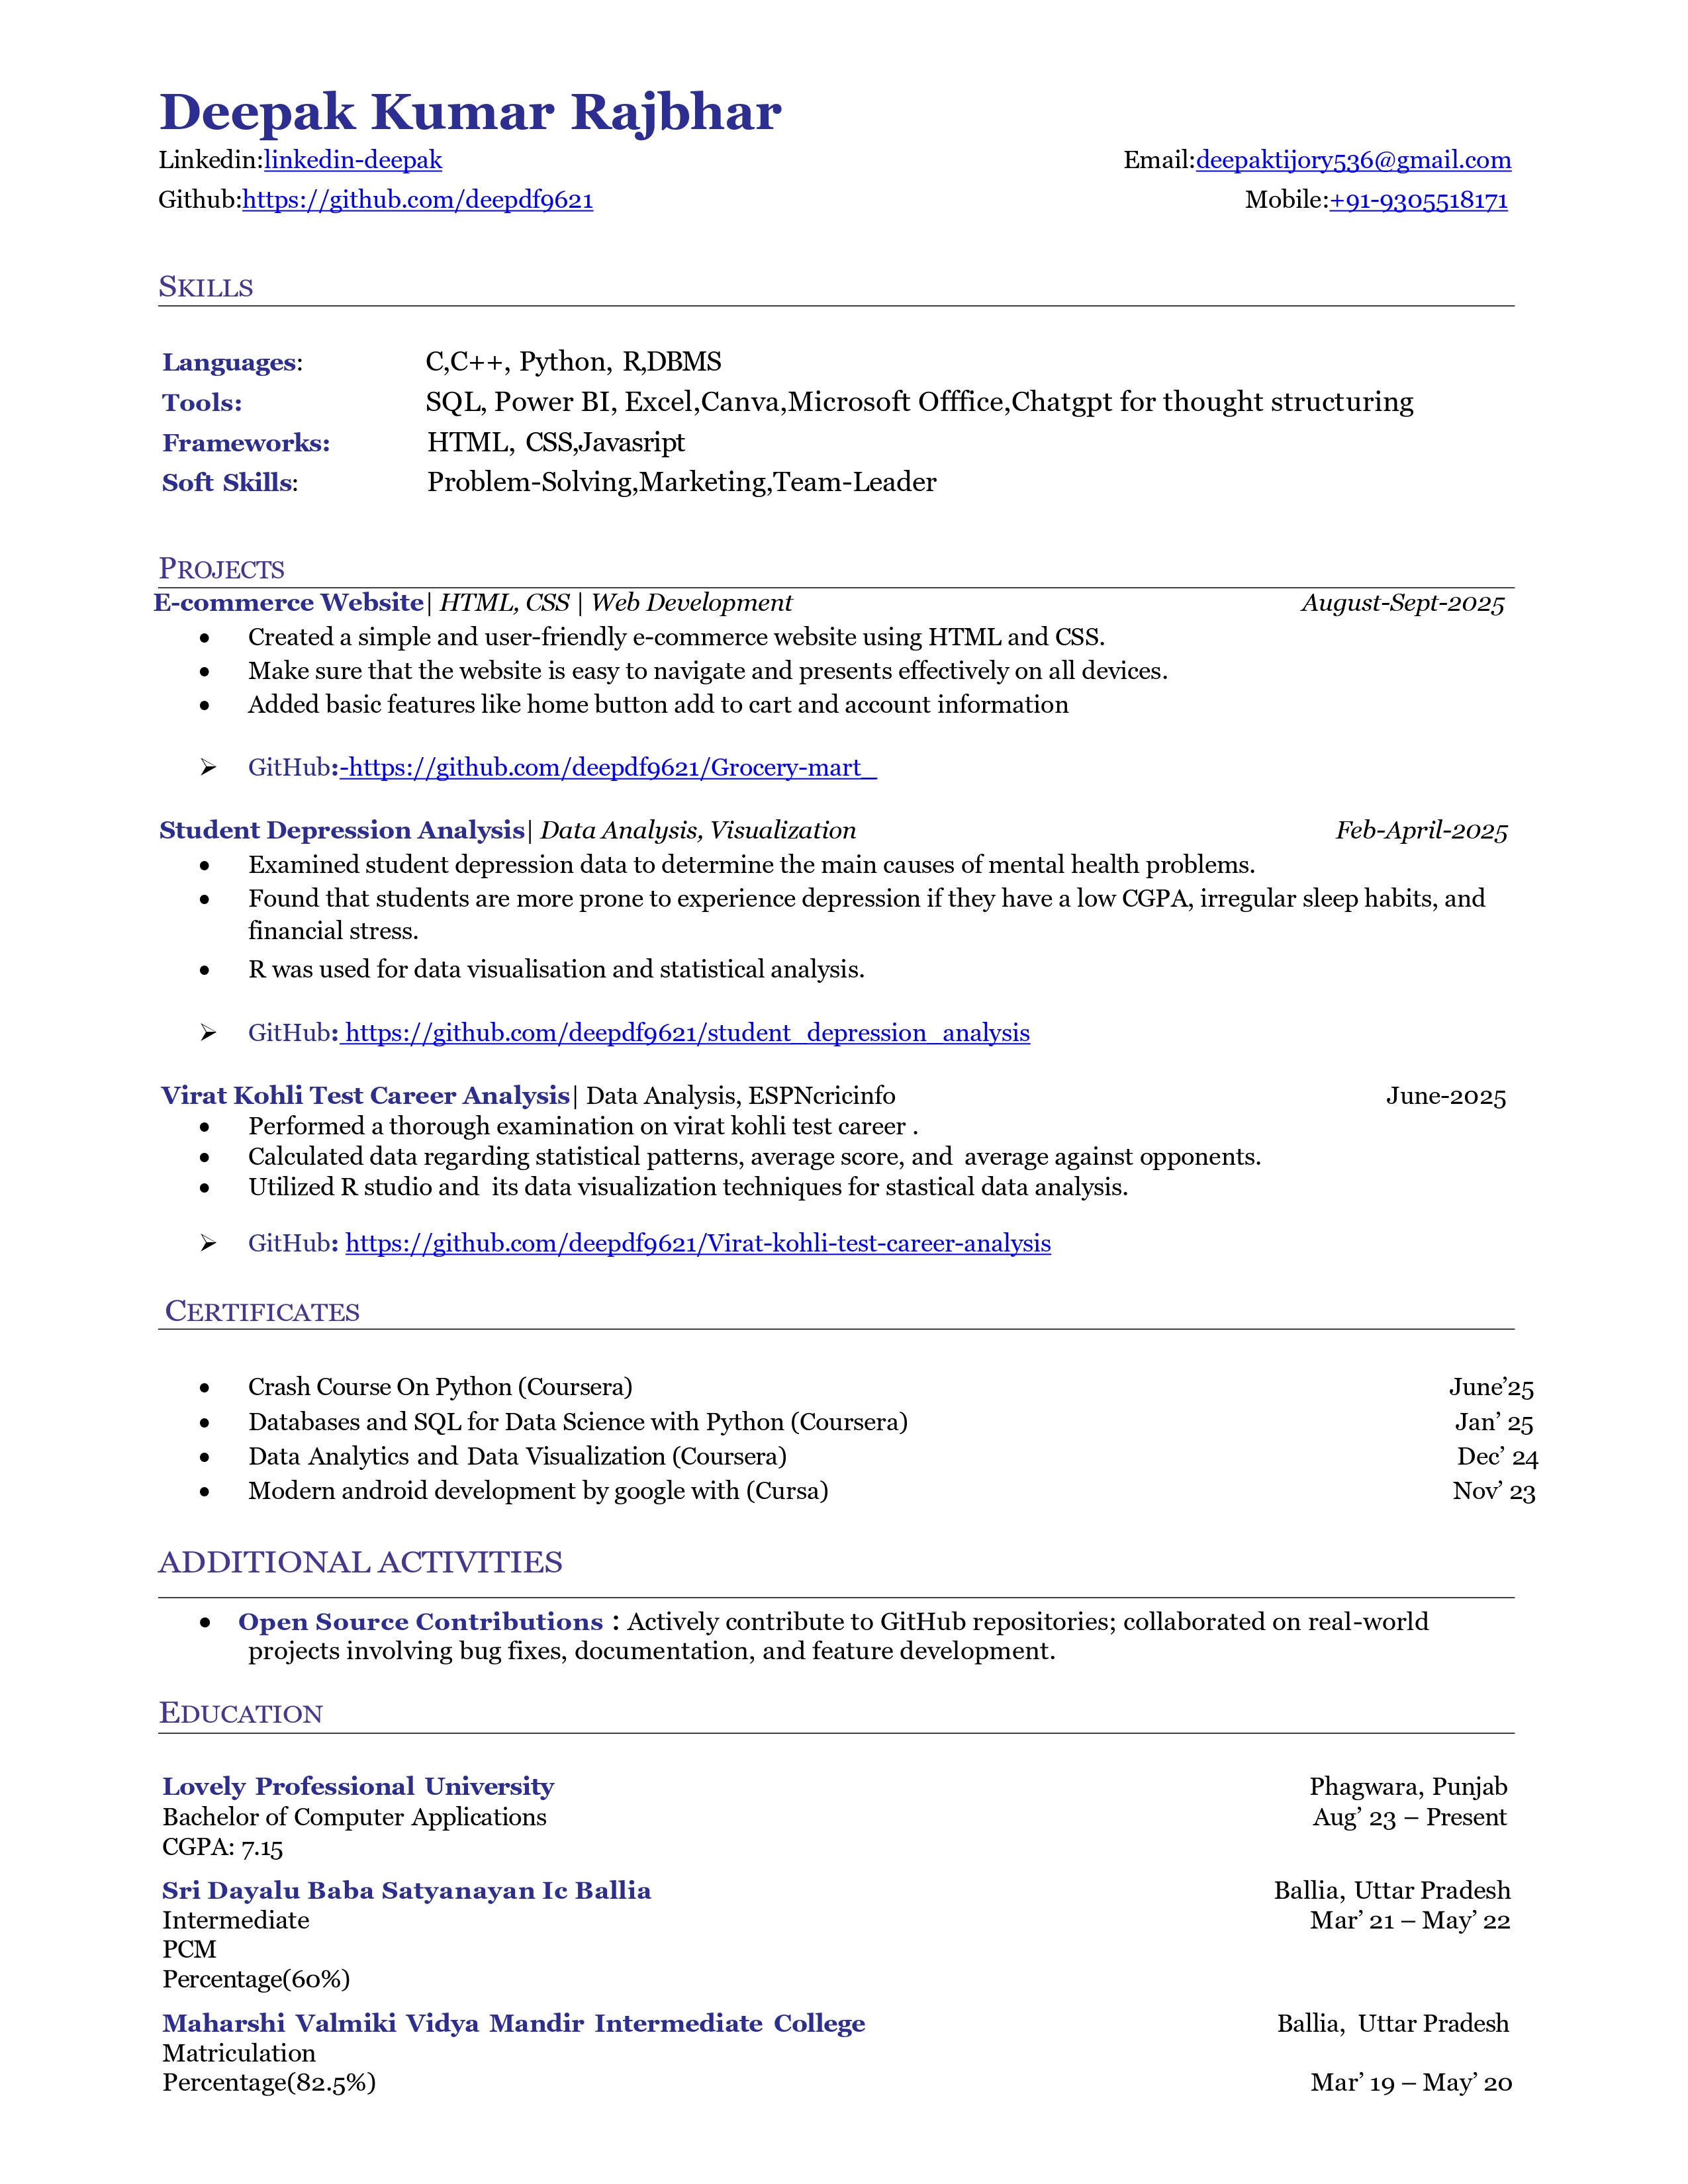 Deepak Kumar Rajbhar
Linkedin:linkedin-deepak Email:deepaktijory536@gmail.com
Github:https://github.com/deepdf9621 Mobile:+91-9305518171
SKILLS
Languages: C,C++, Python, R,DBMS
Tools: SQL, Power BI, Excel,Canva,Microsoft Offfice,Chatgpt for thought structuring
Frameworks: HTML, CSS,Javasript
Soft Skills: Problem-Solving,Marketing,Team-Leader
PROJECTS
E-commerce Website| HTML, CSS | Web Development August-Sept-2025
• Created a simple and user-friendly e-commerce website using HTML and CSS.
• Make sure that the website is easy to navigate and presents effectively on all devices.
• Added basic features like home button add to cart and account information
➢ GitHub:-https://github.com/deepdf9621/Grocery-mart_
Student Depression Analysis| Data Analysis, Visualization Feb-April-2025
• Examined student depression data to determine the main causes of mental health problems.
• Found that students are more prone to experience depression if they have a low CGPA, irregular sleep habits, and
financial stress.
• R was used for data visualisation and statistical analysis.
➢ GitHub: https://github.com/deepdf9621/student_depression_analysis
Virat Kohli Test Career Analysis| Data Analysis, ESPNcricinfo June-2025
• Performed a thorough examination on virat kohli test career .
• Calculated data regarding statistical patterns, average score, and  average against opponents.
• Utilized R studio and  its data visualization techniques for stastical data analysis.
➢ GitHub: https://github.com/deepdf9621/Virat-kohli-test-career-analysis
CERTIFICATES
• Crash Course On Python (Coursera) June’25
• Databases and SQL for Data Science with Python (Coursera) Jan’ 25
• Data Analytics and Data Visualization (Coursera) Dec’ 24
• Modern android development by google with (Cursa) Nov’ 23
ADDITIONAL ACTIVITIES
• Open Source Contributions : Actively contribute to GitHub repositories; collaborated on real-world
projects involving bug fixes, documentation, and feature development.
EDUCATION
Lovely Professional University Phagwara, Punjab
Bachelor of Computer Applications Aug’ 23 – Present
CGPA: 7.15
Sri Dayalu Baba Satyanayan Ic Ballia Ballia, Uttar Pradesh
Intermediate Mar’ 21 – May’ 22
PCM
Percentage(60%)
Maharshi Valmiki Vidya Mandir Intermediate College Ballia, Uttar Pradesh
Matriculation
Percentage(82.5%) Mar’ 19 – May’ 20